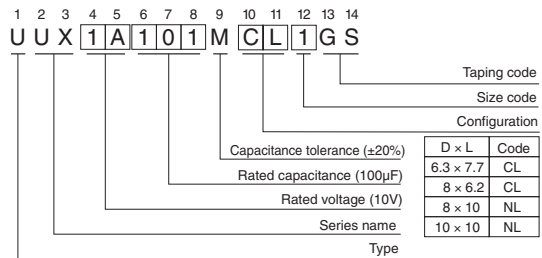 1 2 3 4 5 6 7 8 9 10 11 12 13 14
U U X 1 A 1 0 1 M C L 1 G S
Taping code
Size code
Configuration
Capacitance tolerance (±20%)
Rated capacitance (100µF)
Rated voltage (10V)
Series name
Type
D × L Code
6.3 × 7.7 CL
8 × 6.2 CL
8 × 10 NL
10 × 10 NL